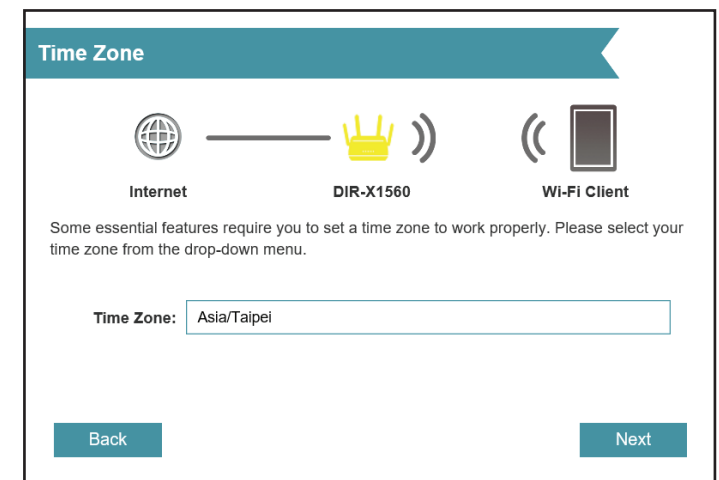 Time Zone
Internet
DIR-X1560
Wi-Fi Client
Some essential features require you to set a time zone to work properly. Please select your
time zone from the drop-down menu.
Time Zone: Asia/Taipei
Back
Next